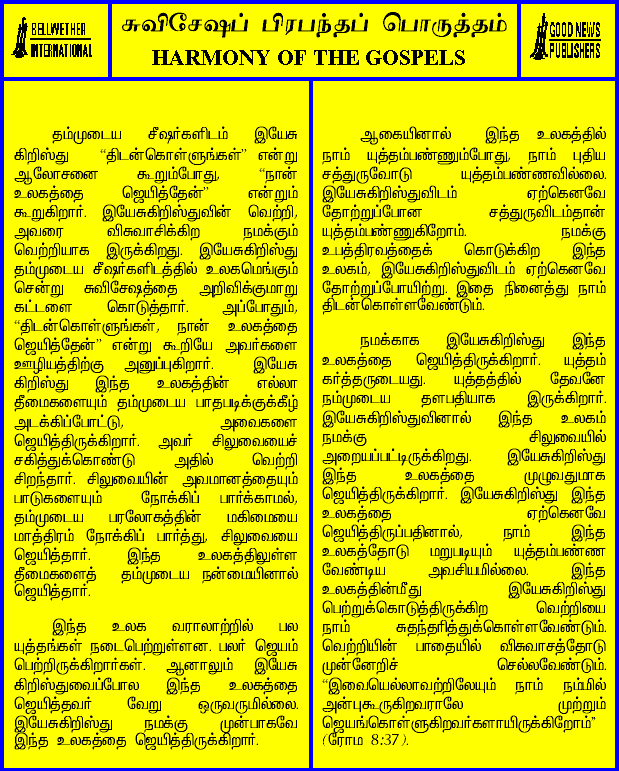 BELLWETHER
INTERNATIONAL
சுவிசேஷப் பிரபந்தப் பொருத்தம்
HARMONY OF THE GOSPELS
GOOD NEWS
PUBLISHERS
தம்முடைய சீஷர்களிடம் இயேசு
கிறிஸ்து “திடன்கொள்ளுங்கள்” என்று
ஆலோசனை கூறும்போது, “நான்
உலகத்தை ஜெயித்தேன்” என்றும்
கூறுகிறார். இயேசுகிறிஸ்துவின் வெற்றி,
அவரை விசுவாசிக்கிற நமக்கும்
வெற்றியாக இருக்கிறது. இயேசுகிறிஸ்து
தம்முடைய சீஷர்களிடத்தில் உலகமெங்கும்
சென்று சுவிசேஷத்தை அறிவிக்குமாறு
கட்டளை கொடுத்தார். அப்போதும்,
“திடன்கொள்ளுங்கள், நான் உலகத்தை
ஜெயித்தேன்” என்று கூறியே அவர்களை
ஊழியத்திற்கு அனுப்புகிறார். இயேசு
கிறிஸ்து இந்த உலகத்தின் எல்லா
தீமைகளையும் தம்முடைய பாதபடிக்குக்கீழ்
அடக்கிப்போட்டு, அவைகளை
ஜெயித்திருக்கிறார். அவர் சிலுவையைச்
சகித்துக்கொண்டு அதில் வெற்றி
சிறந்தார். சிலுவையின் அவமானத்தையும்
பாடுகளையும் நோக்கிப் பார்க்காமல்,
தம்முடைய பரலோகத்தின் மகிமையை
மாத்திரம் நோக்கிப் பார்த்து, சிலுவையை
ஜெயித்தார். இந்த உலகத்திலுள்ள
தீமைகளைத் தம்முடைய நன்மையினால்
ஜெயித்தார்.
இந்த உலக வரலாற்றில் பல
யுத்தங்கள் நடைபெற்றுள்ளன. பலர் ஜெயம்
பெற்றிருக்கிறார்கள். ஆனாலும் இயேசு
கிறிஸ்துவைப்போல இந்த உலகத்தை
ஜெயித்தவர் வேறு ஒருவருமில்லை.
இயேசுகிறிஸ்து நமக்கு முன்பாகவே
இந்த உலகத்தை ஜெயித்திருக்கிறார்.
ஆகையினால் இந்த உலகத்தில்
நாம் யுத்தம்பண்ணும்போது, நாம் புதிய
சத்துருவோடு யுத்தம்பண்ணவில்லை.
இயேசுகிறிஸ்துவிடம் ஏற்கெனவே
தோற்றுப்போன சத்துருவிடம்தான்
யுத்தம்பண்ணுகிறோம். நமக்கு
உபத்திரவத்தைக் கொடுக்கிற இந்த
உலகம், இயேசுகிறிஸ்துவிடம் ஏற்கெனவே
தோற்றுப்போயிற்று. இதை நினைத்து நாம்
திடன்கொள்ளவேண்டும்.
நமக்காக இயேசுகிறிஸ்து இந்த
உலகத்தை ஜெயித்திருக்கிறார். யுத்தம்
கர்த்தருடையது. யுத்தத்தில் தேவனே
நம்முடைய தளபதியாக இருக்கிறார்.
இயேசுகிறிஸ்துவினால் இந்த உலகம்
நமக்கு சிலுவையில்
அறையப்பட்டிருக்கிறது. இயேசுகிறிஸ்து
இந்த உலகத்தை முழுவதுமாக
ஜெயித்திருக்கிறார். இயேசுகிறிஸ்து இந்த
உலகத்தை ஏற்கெனவே
ஜெயித்திருப்பதினால், நாம் இந்த
உலகத்தோடு மறுபடியும் யுத்தம்பண்ண
வேண்டிய அவசியமில்லை. இந்த
உலகத்தின்மீது இயேசுகிறிஸ்து
பெற்றுக்கொடுத்திருக்கிற வெற்றியை
நாம் சுதந்தரித்துக்கொள்ளவேண்டும்.
வெற்றியின் பாதையில் விசுவாசத்தோடு
முன்னேறிச் செல்லவேண்டும்.
“இவையெல்லாவற்றிலேயும் நாம் நம்மில்
அன்புகூருகிறவராலே முற்றும்
ஜெயங்கொள்ளுகிறவர்களாயிருக்கிறோம்”
(ரோம 8:37).